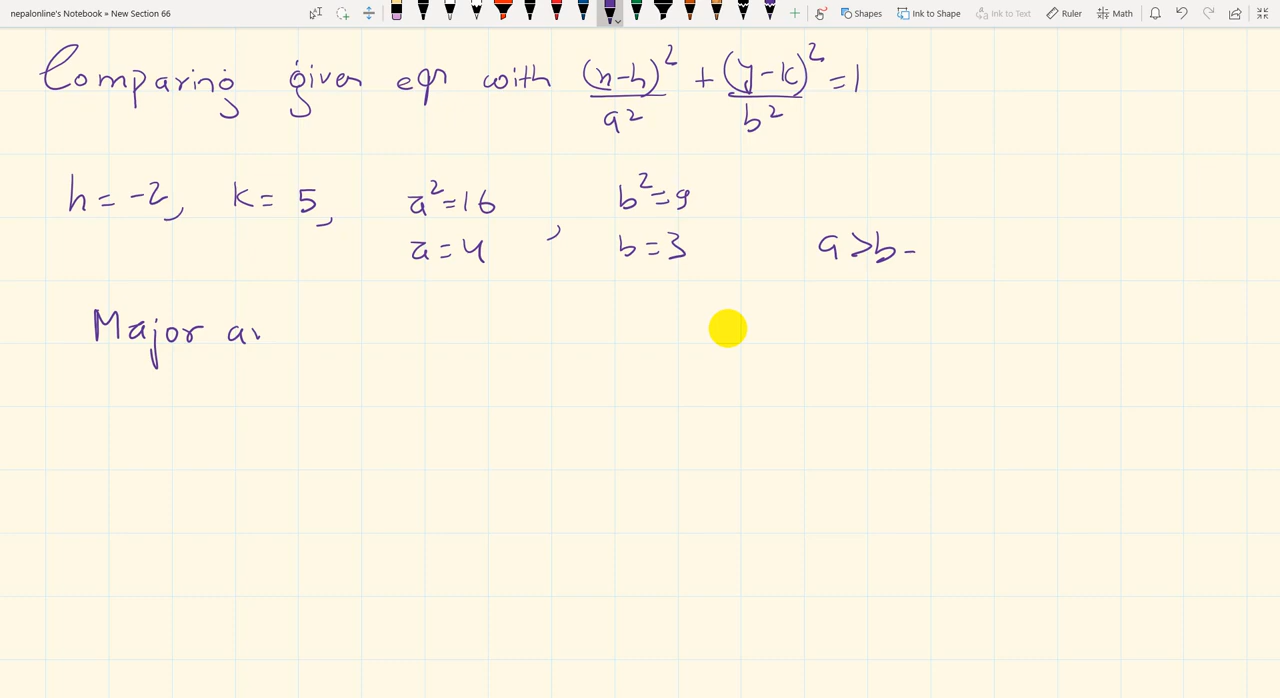 nepalonline's Notebook » New Section 66
Shapes Ink to Shape Ink to Text Ruler Math
Comparing given eqn with (x-h)²/a² + (y-k)²/b² = 1
h = -2, k = 5, a² = 16, b² = 9
a = 4 b = 3 a > b -
Major ax